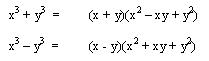 x³ + y³ = (x + y)(x² – xy + y²)
x³ – y³ = (x - y)(x² + xy + y²)